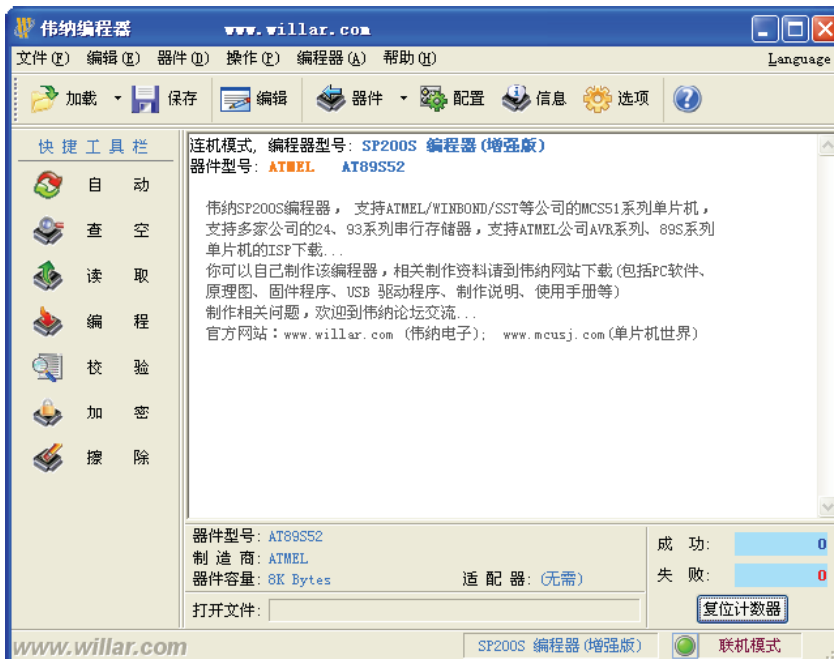 伟纳编程器 www.willar.com
文件(F) 编辑(E) 器件(D) 操作(P) 编程器(A) 帮助(H) Language
加载 保存 编辑 器件 配置 信息 选项
快捷工具栏
自 动
查 空
读 取
编 程
校 验
加 密
擦 除
连机模式, 编程器型号: SP200S 编程器(增强版)
器件型号: ATMEL AT89S52
伟纳SP200S编程器， 支持ATMEL/WINBOND/SST等公司的MCS51系列单片机，
支持多家公司的24、93系列串行存储器，支持ATMEL公司AVR系列、89S系列
单片机的ISP下载...
你可以自己制作该编程器，相关制作资料请到伟纳网站下载(包括PC软件、
原理图、固件程序、USB 驱动程序、制作说明、使用手册等)
制作相关问题，欢迎到伟纳论坛交流...
官方网站：www.willar.com (伟纳电子); www.mcusj.com(单片机世界)
器件型号: AT89S52
制 造 商: ATMEL
器件容量: 8K Bytes 适 配 器: (无需)
打开文件:
成 功: 0
失 败: 0
复位计数器
www.willar.com SP200S 编程器(增强版) 联机模式